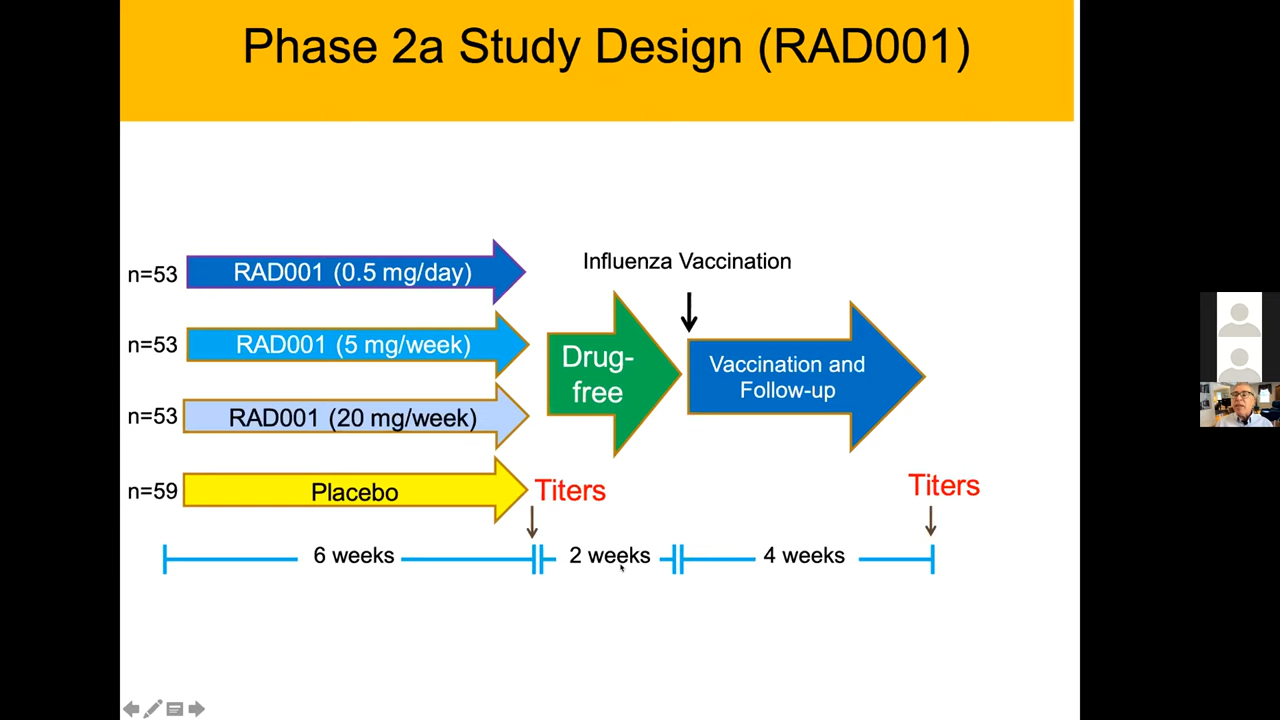 Phase 2a Study Design (RAD001)
n=53
RAD001 (0.5 mg/day)
n=53
RAD001 (5 mg/week)
n=53
RAD001 (20 mg/week)
n=59
Placebo
Titers
Drug-
free
Influenza Vaccination
Vaccination and
Follow-up
Titers
6 weeks
2 weeks
4 weeks